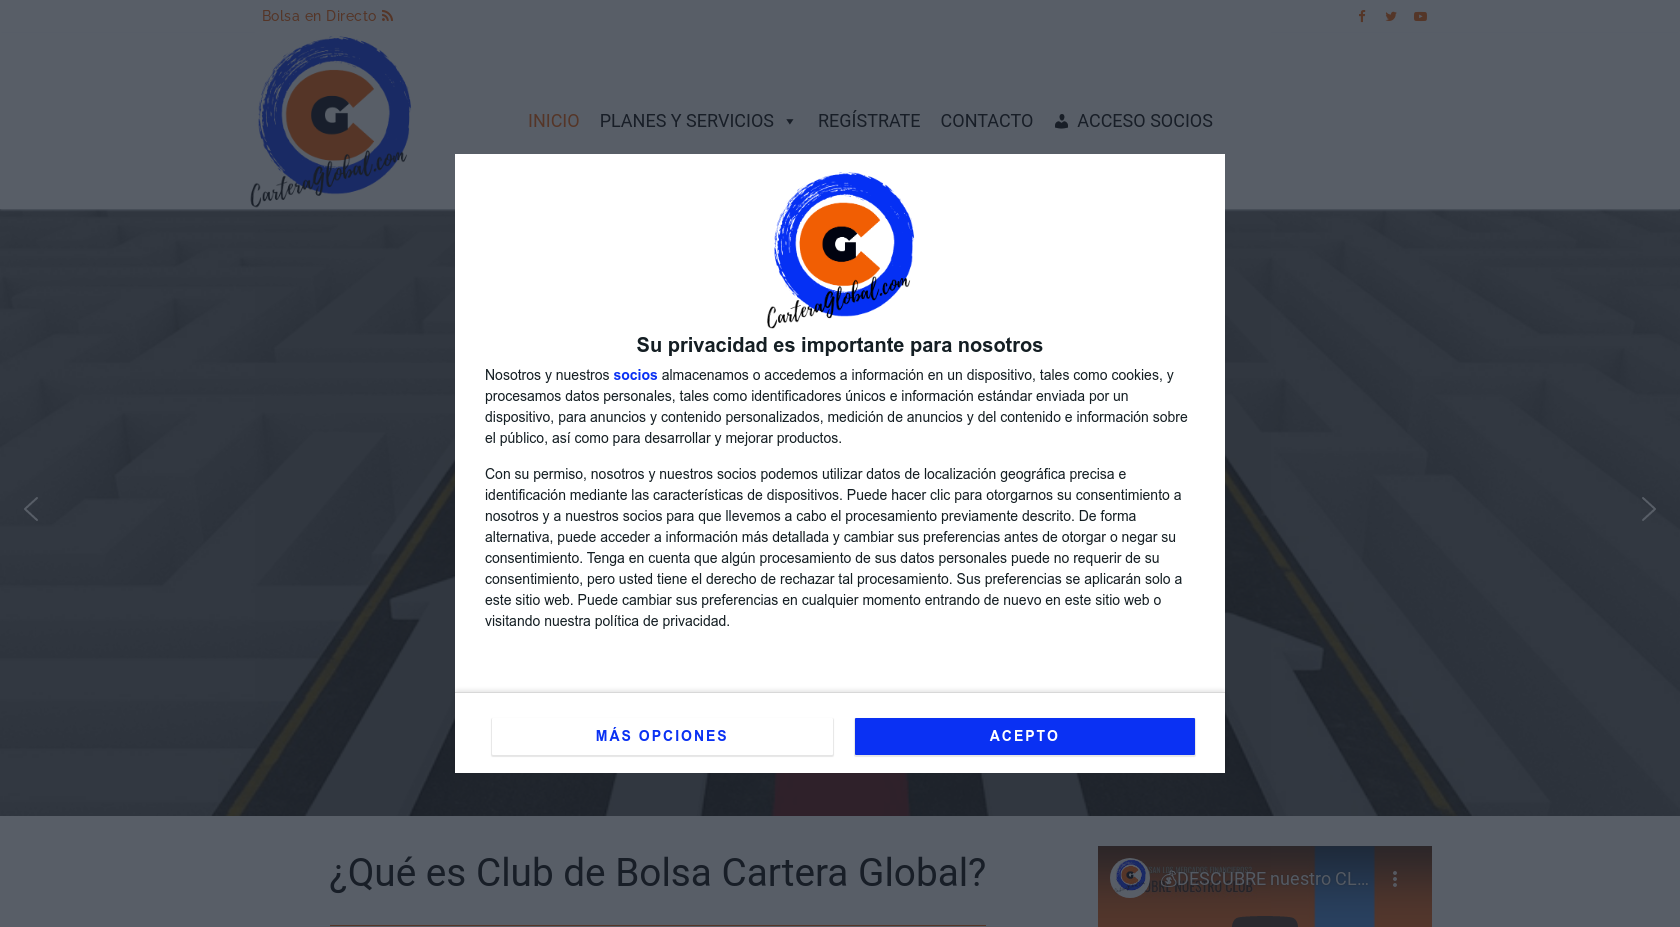 Bolsa en Directo
CarteraGlobal.com
INICIO PLANES Y SERVICIOS REGÍSTRATE CONTACTO ACCESO SOCIOS
G
CarteraGlobal.com
Su privacidad es importante para nosotros
Nosotros y nuestros socios almacenamos o accedemos a información en un dispositivo, tales como cookies, y
procesamos datos personales, tales como identificadores únicos e información estándar enviada por un
dispositivo, para anuncios y contenido personalizados, medición de anuncios y del contenido e información sobre
el público, así como para desarrollar y mejorar productos.
Con su permiso, nosotros y nuestros socios podemos utilizar datos de localización geográfica precisa e
identificación mediante las características de dispositivos. Puede hacer clic para otorgarnos su consentimiento a
nosotros y a nuestros socios para que llevemos a cabo el procesamiento previamente descrito. De forma
alternativa, puede acceder a información más detallada y cambiar sus preferencias antes de otorgar o negar su
consentimiento. Tenga en cuenta que algún procesamiento de sus datos personales puede no requerir de su
consentimiento, pero usted tiene el derecho de rechazar tal procesamiento. Sus preferencias se aplicarán solo a
este sitio web. Puede cambiar sus preferencias en cualquier momento entrando de nuevo en este sitio web o
visitando nuestra política de privacidad.
MÁS OPCIONES
ACEPTO
¿Qué es Club de Bolsa Cartera Global?
DESCUBRE nuestro CL...